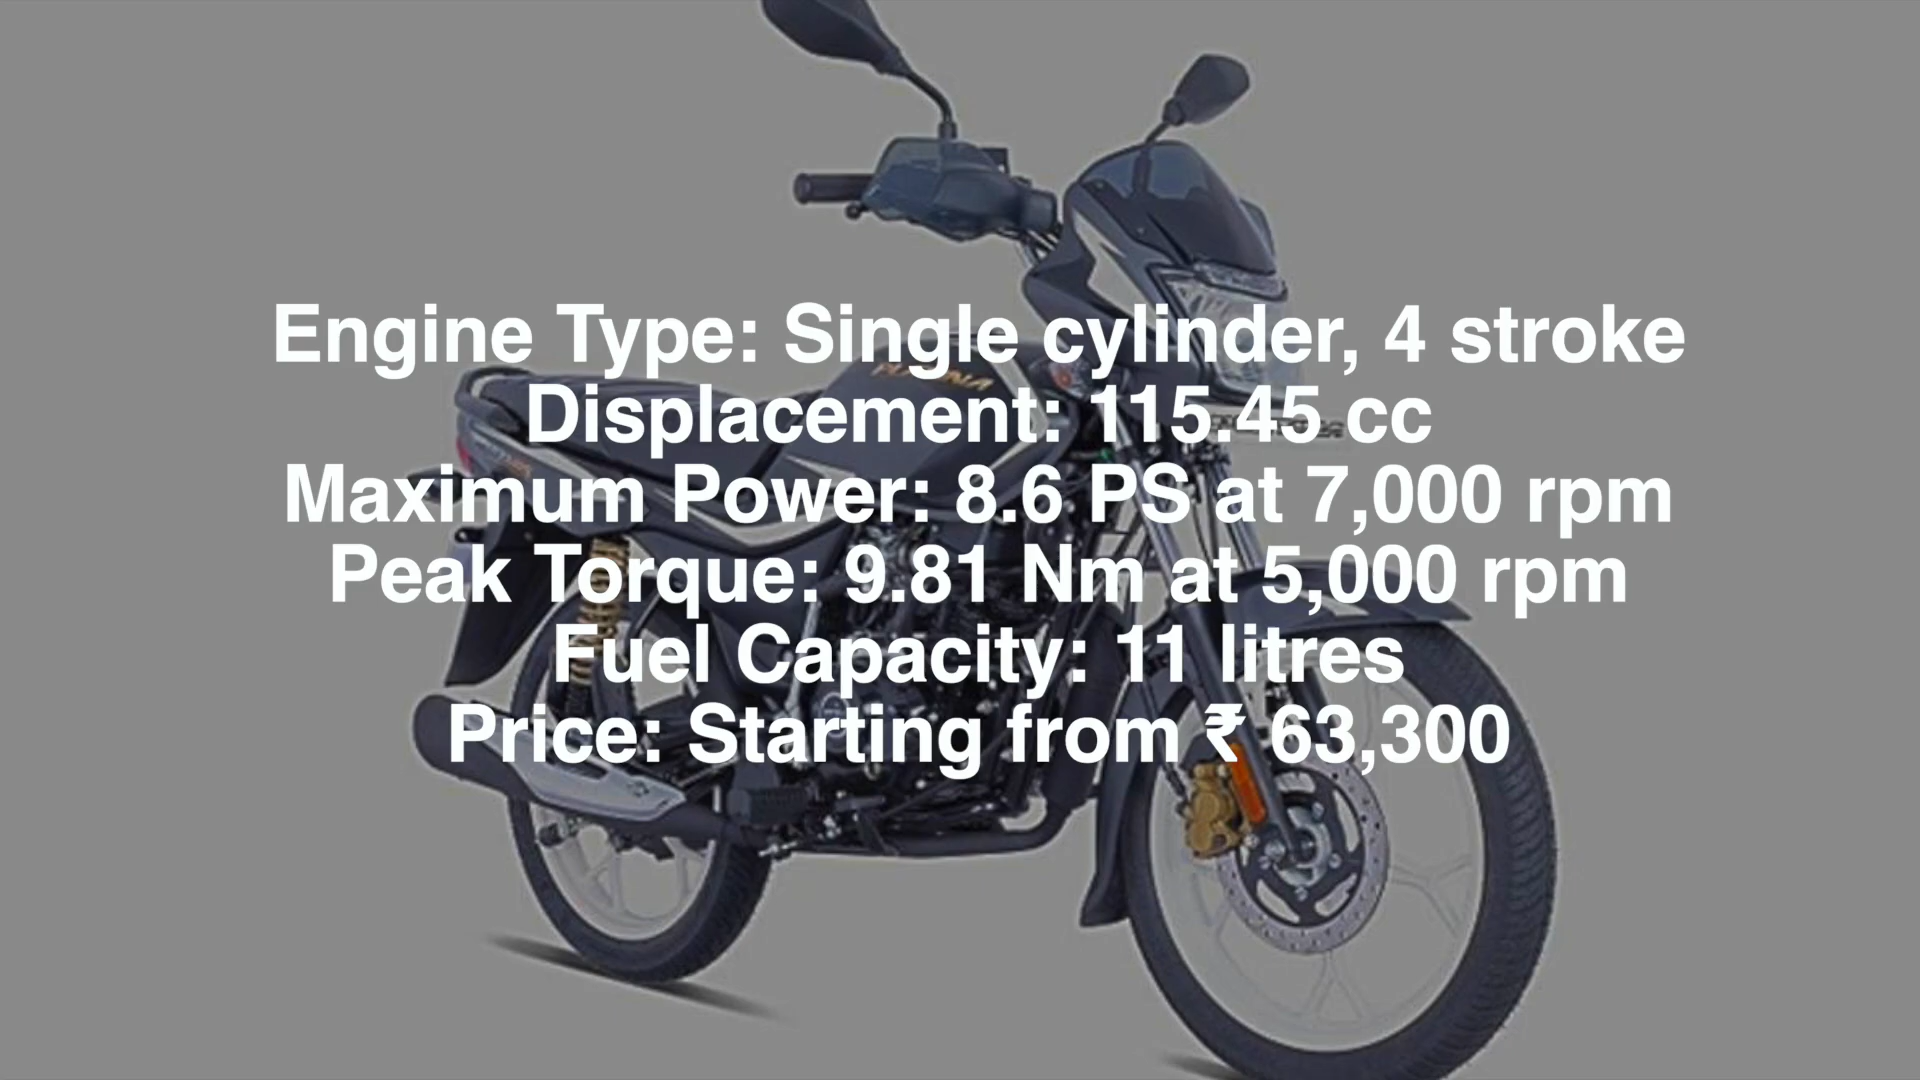 Engine Type: Single cylinder, 4 stroke
Displacement: 115.45 cc
Maximum Power: 8.6 PS at 7,000 rpm
Peak Torque: 9.81 Nm at 5,000 rpm
Fuel Capacity: 11 litres
Price: Starting from ₹ 63,300